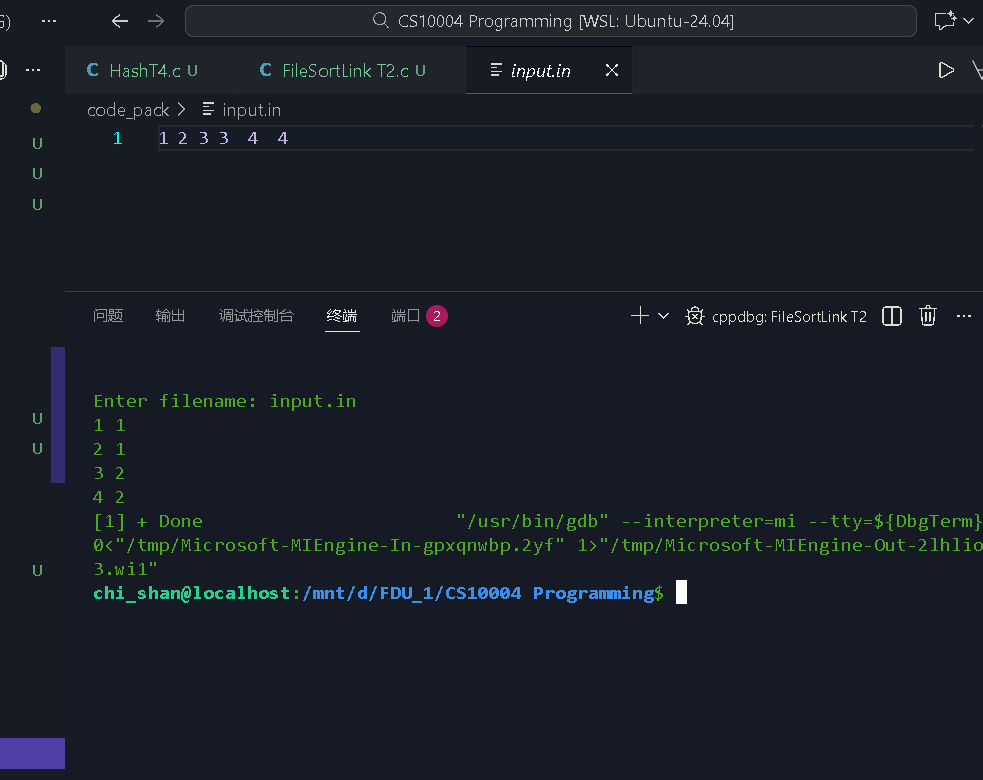 CS10004 Programming [WSL: Ubuntu-24.04]
HashT4.c U FileSortLink T2.c U input.in
code_pack > input.in
1 1 2 3 3 4 4
U
U
U
问题 输出 调试控制台 终端 端口 2 cppdbg: FileSortLink T2
Enter filename: input.in
1 1
U
2 1
U
3 2
4 2
[1] + Done "/usr/bin/gdb" --interpreter=mi --tty=${DbgTerm}
0<"/tmp/Microsoft-MIEngine-In-gpxqnwbp.2yf" 1>"/tmp/Microsoft-MIEngine-Out-2lhlio
3.wi1"
U
chi_shan@localhost:/mnt/d/FDU_1/CS10004 Programming$